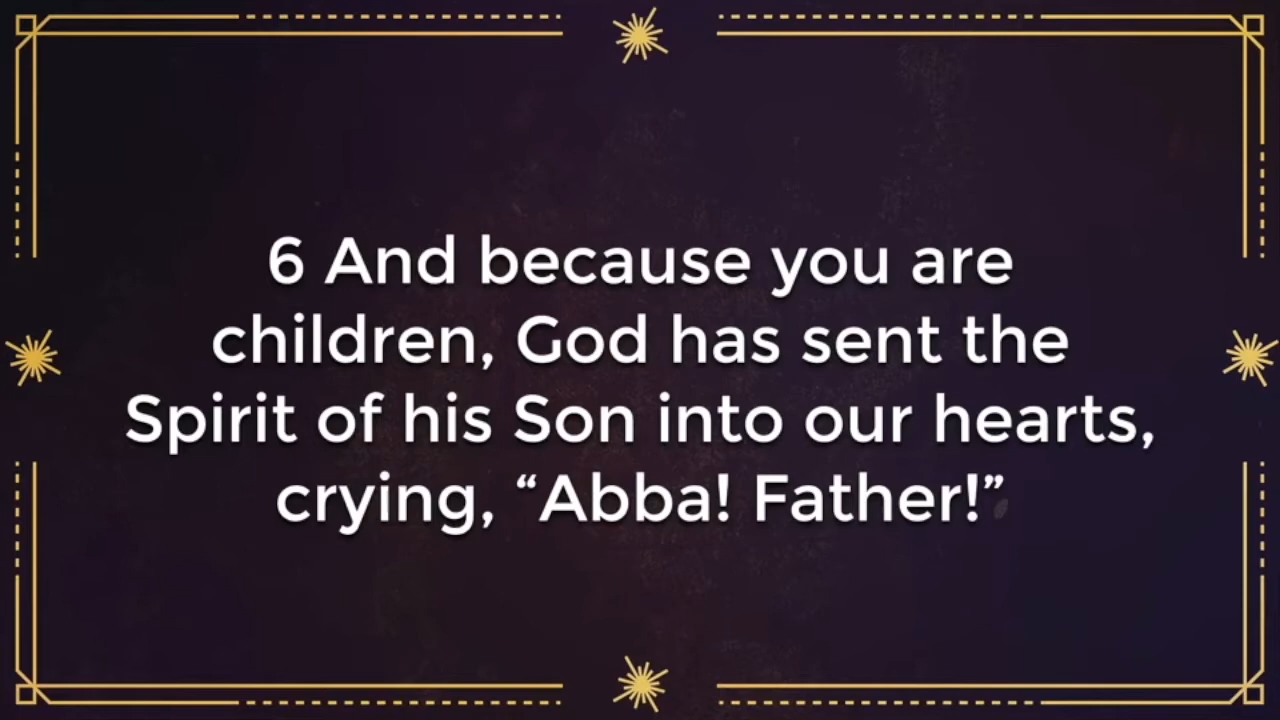 6 And because you are
children, God has sent the
Spirit of his Son into our hearts,
crying, “Abba! Father!”